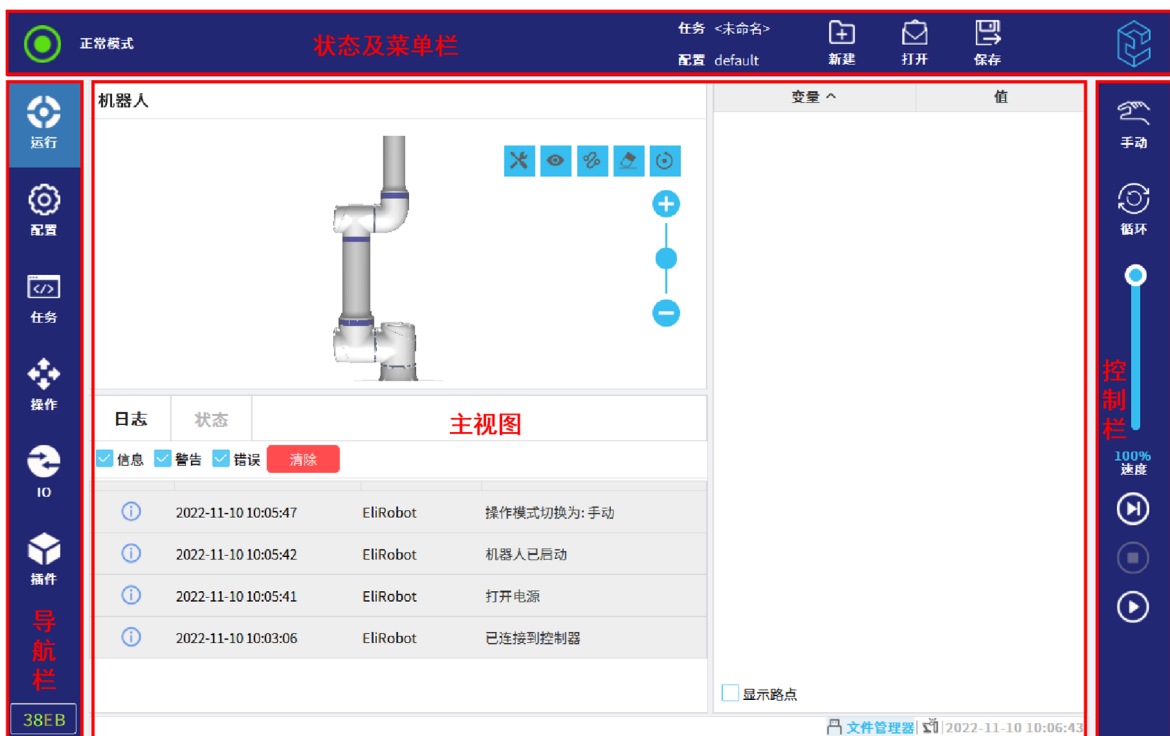 正常模式
状态及菜单栏
任务 <未命名>
配置 default
新建
打开
保存
运行
配置
任务
操作
IO
插件
导航栏
38EB
机器人
日志
状态
主视图
信息
警告
错误
清除
2022-11-10 10:05:47 EliRobot 操作模式切换为: 手动
2022-11-10 10:05:42 EliRobot 机器人已启动
2022-11-10 10:05:41 EliRobot 打开电源
2022-11-10 10:03:06 EliRobot 已连接到控制器
变量
值
显示路点
文件管理器
2022-11-10 10:06:43
手动
循环
控制栏
100%
速度